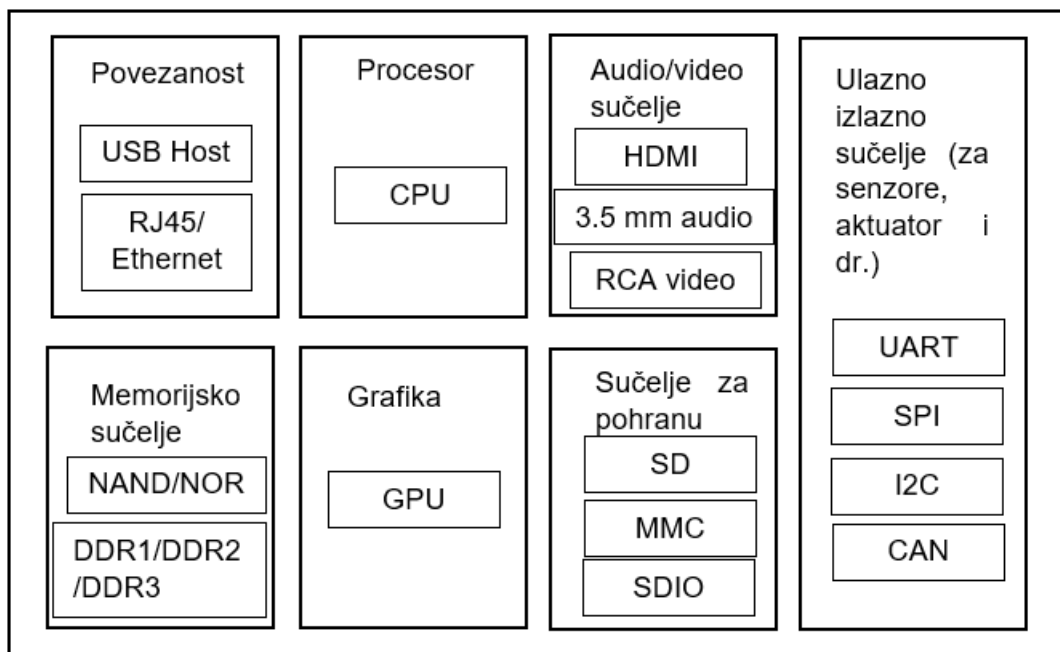 Povezanost
USB Host
RJ45/
Ethernet
Procesor
CPU
Audio/video
sučelje
HDMI
3.5 mm audio
RCA video
Ulazno
izlazno
sučelje (za
senzore,
aktuator i
dr.)
UART
SPI
I2C
CAN
Memorijsko
sučelje
NAND/NOR
DDR1/DDR2
/DDR3
Grafika
GPU
Sučelje za
pohranu
SD
MMC
SDIO